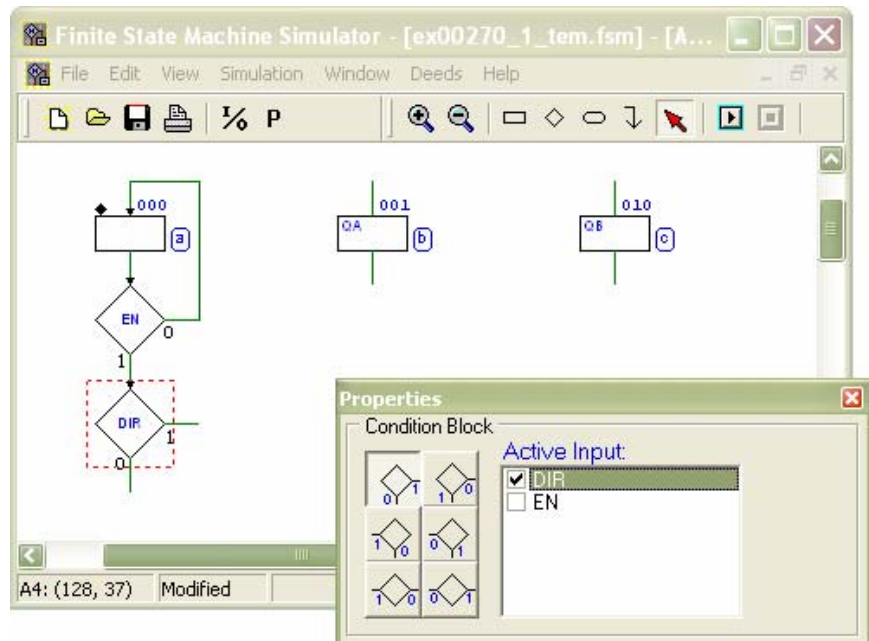 Finite State Machine Simulator - [ex00270_1_tem.fsm] - [A...
File Edit View Simulation Window Deeds Help
I/O P
000 001 010
a QA b QB c
EN
0
1
DIR
1
0
Properties
Condition Block
Active Input:
DIR
EN
0 1 1 0
1 0 0 1
1 0 0 1
A4: (128, 37) Modified